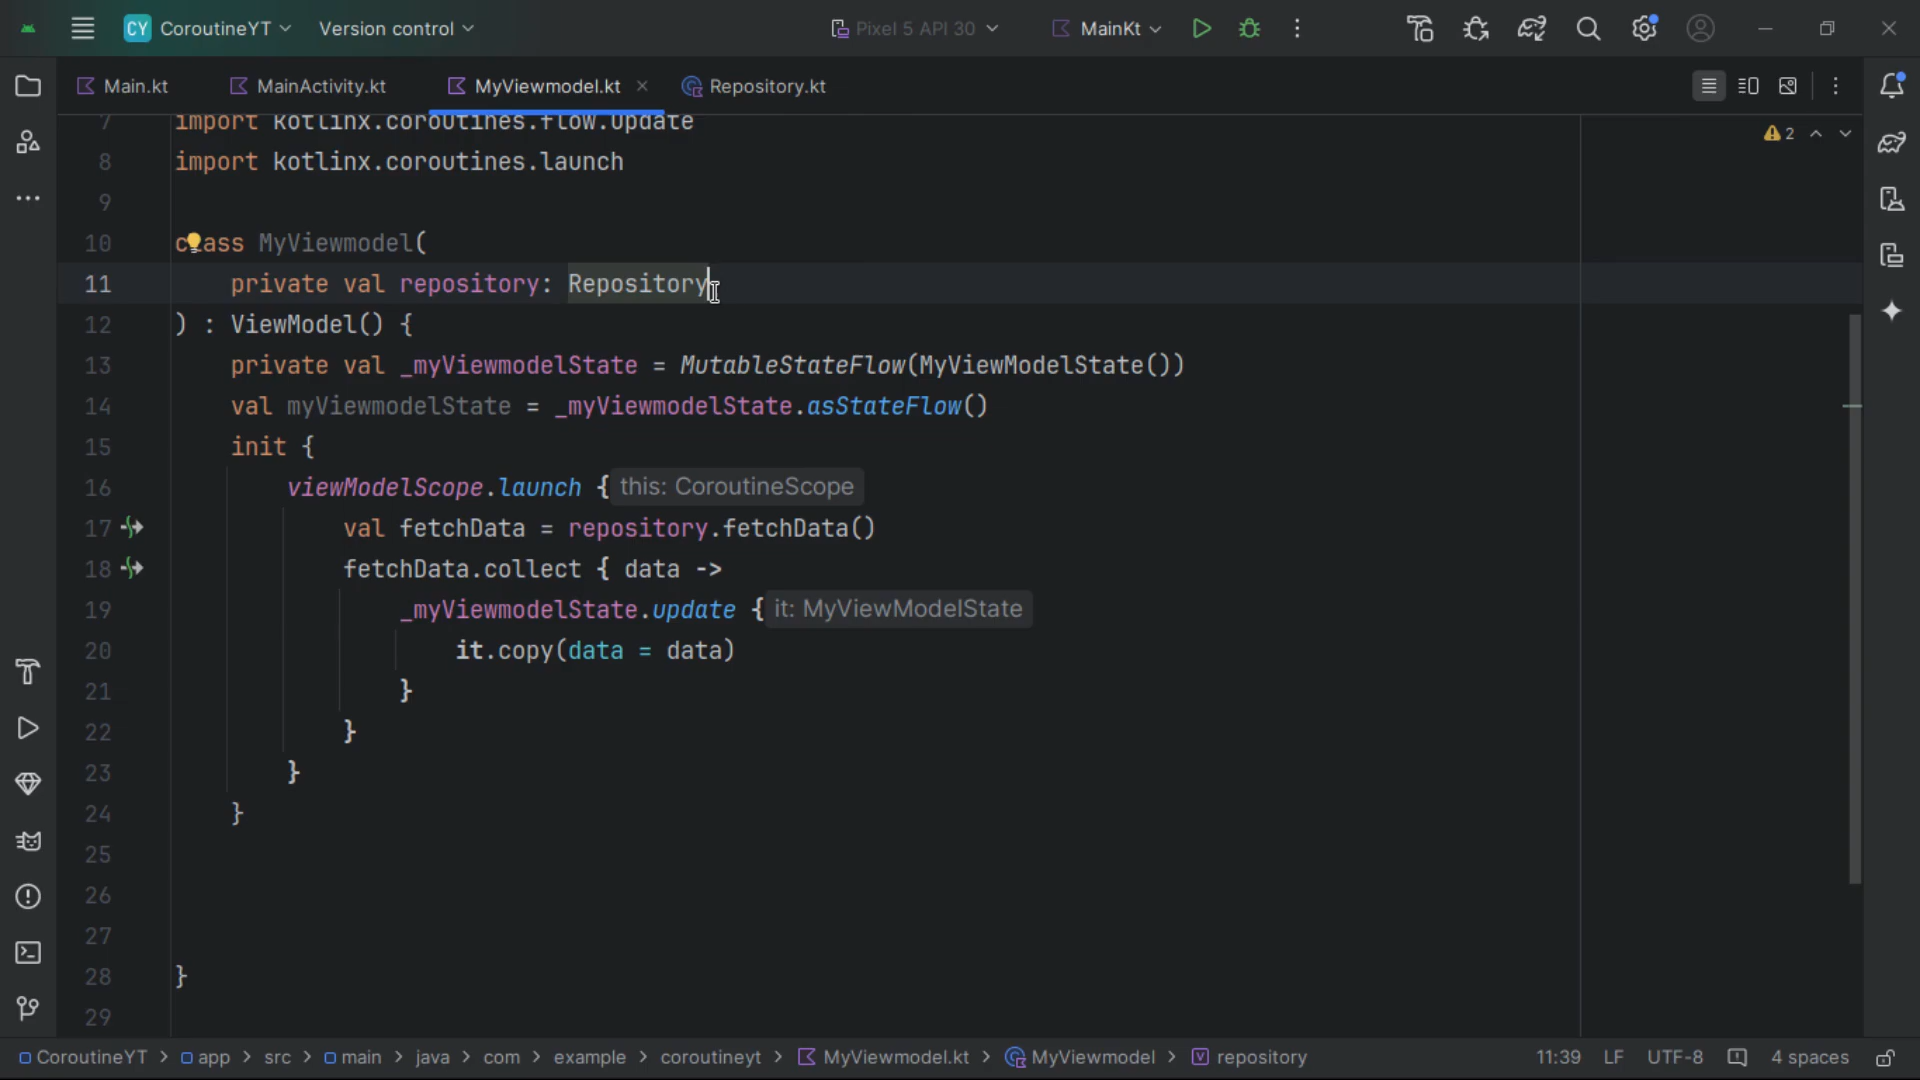 CY CoroutineYT Version control Pixel 5 API 30 MainKt
Main.kt MainActivity.kt MyViewmodel.kt Repository.kt
7 import kotlinx.coroutines.flow.update
2
8 import kotlinx.coroutines.launch
9
10 class MyViewmodel(
11 private val repository: Repository
12 ) : ViewModel() {
13 private val _myViewmodelState = MutableStateFlow(MyViewModelState())
14 val myViewmodelState = _myViewmodelState.asStateFlow()
15 init {
16 viewModelScope.launch { this: CoroutineScope
17 val fetchData = repository.fetchData()
18 fetchData.collect { data ->
19 _myViewmodelState.update { it: MyViewModelState
20 it.copy(data = data)
21 }
22 }
23 }
24 }
25
26
27
28 }
29
CoroutineYT > app > src > main > java > com > example > coroutineyt > MyViewmodel.kt > MyViewmodel > repository 11:39 LF UTF-8 4 spaces